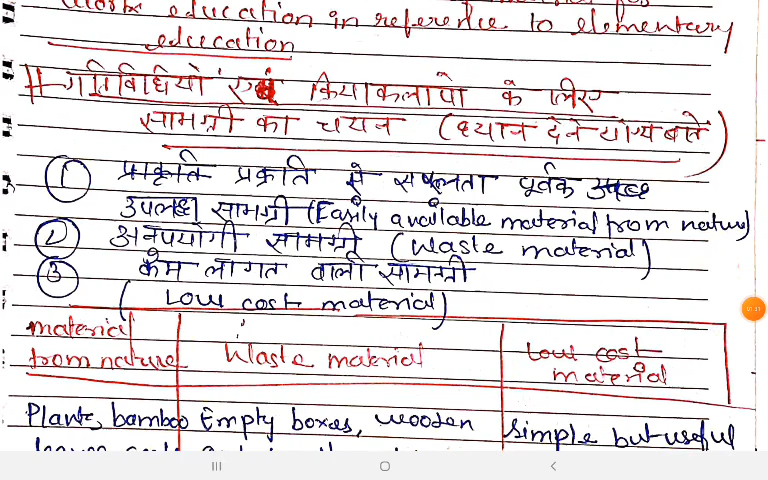 work education in reference to elementary
education
# गतिविधियों एवं क्रियाकलापो के लिए
सामग्री का चयन (ध्यान देने योग्य बातें)
1 प्राकृति प्रकृति से सफलता पूर्वक
उपलब्ध सामग्री (Easily available material from nature)
2 अनुपयोगी सामग्री (Waste material)
3 कम लागत वाली सामग्री
(Low cost material)
material
from nature Waste material Low cost
material
Plants, bamboo Empty boxes, wooden simple but useful